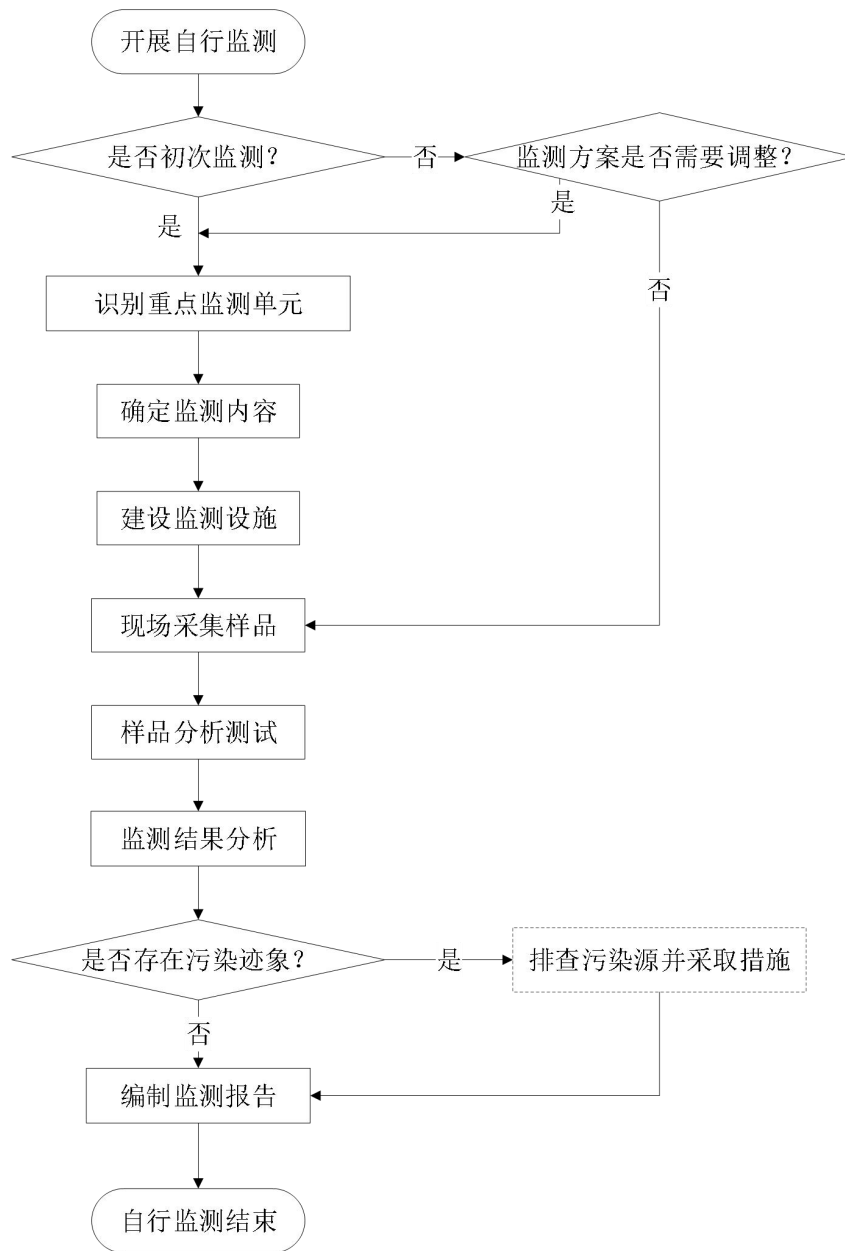 开展自行监测
是否初次监测？
否
监测方案是否需要调整？
是
是
否
识别重点监测单元
确定监测内容
建设监测设施
现场采集样品
样品分析测试
监测结果分析
是否存在污染迹象？
是
排查污染源并采取措施
否
编制监测报告
自行监测结束